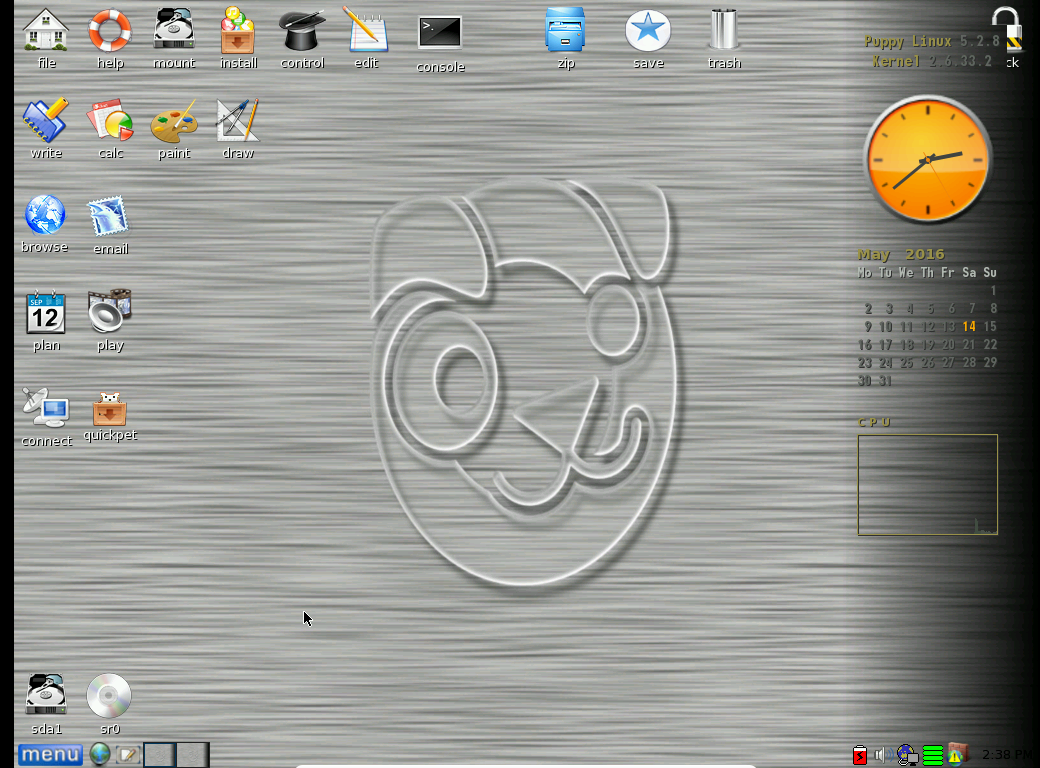 file help mount install control edit console zip save trash ck
Puppy Linux 5.2.8
Kernel 2.6.33.2
write calc paint draw
browse email
SEP
12
plan play
connect quickpet
May 2016
Mo Tu We Th Fr Sa Su
1
2 3 4 5 6 7 8
9 10 11 12 13 14 15
16 17 18 19 20 21 22
23 24 25 26 27 28 29
30 31
CPU
sda1 sr0
menu
2:38 PM